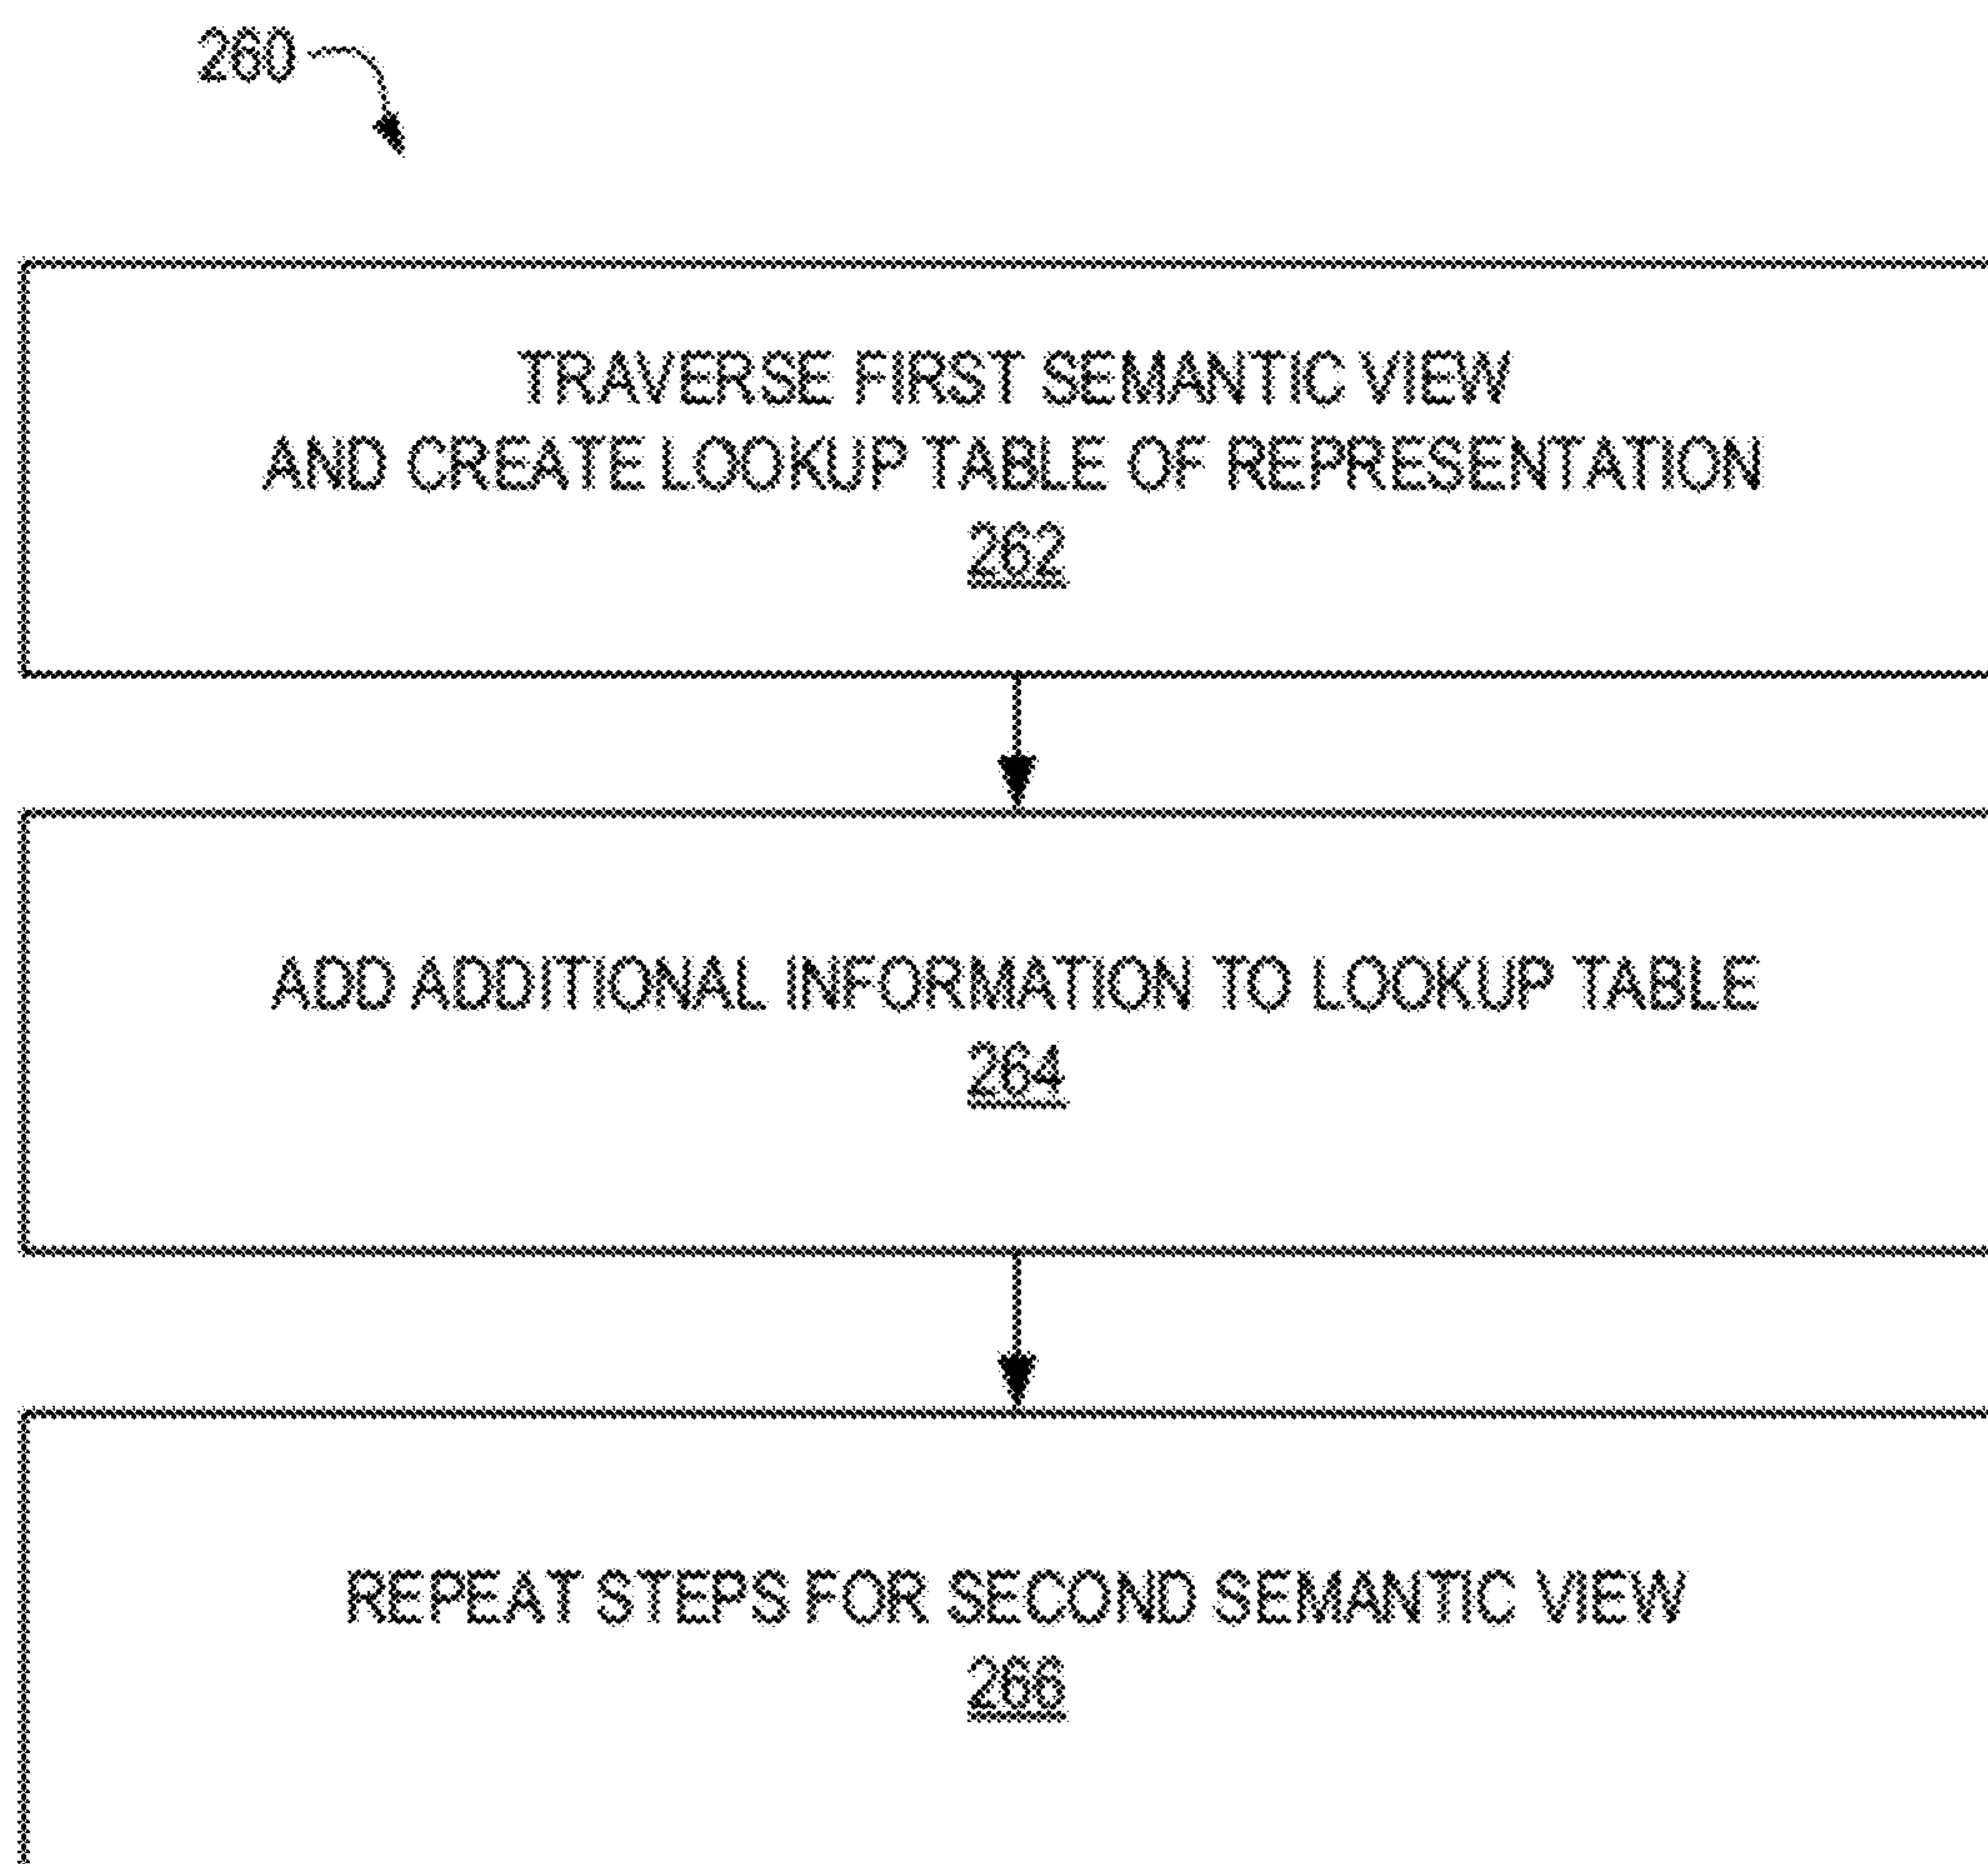 260
TRAVERSE FIRST SEMANTIC VIEW
AND CREATE LOOKUP TABLE OF REPRESENTATION
262
ADD ADDITIONAL INFORMATION TO LOOKUP TABLE
264
REPEAT STEPS FOR SECOND SEMANTIC VIEW
266